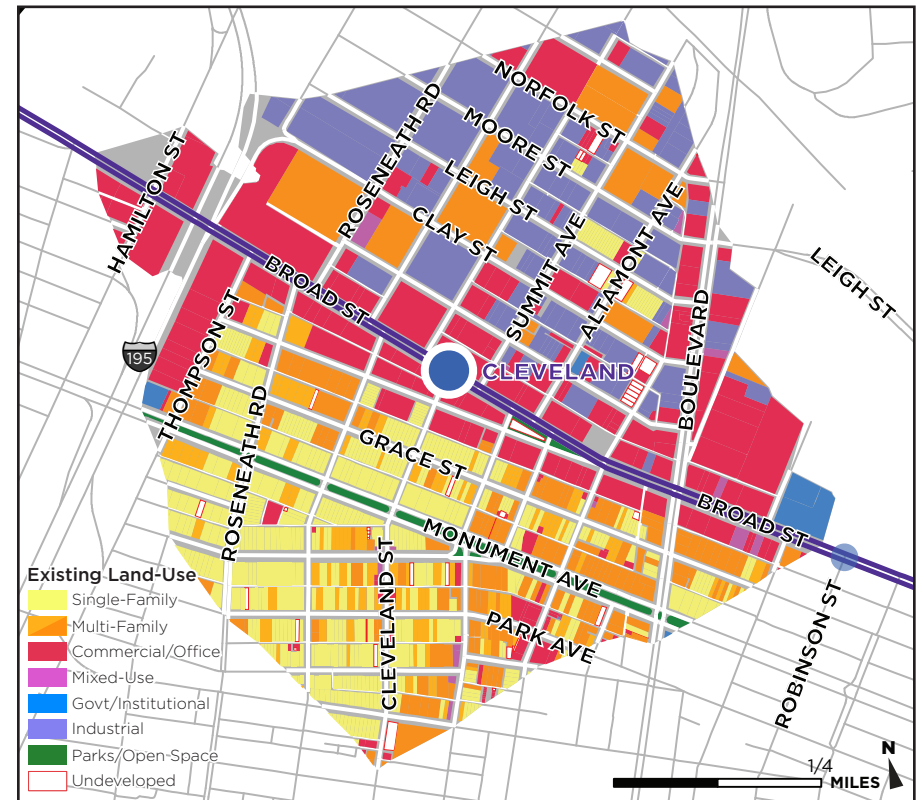 NORFOLK ST
MOORE ST
ROSENEATH RD
LEIGH ST
HAMILTON ST
CLAY ST
SUMMIT AVE
ALTAMONT AVE
LEIGH ST
BROAD ST
THOMPSON ST
BOULEVARD
195
CLEVELAND
ROSENEATH RD
GRACE ST
BROAD ST
MONUMENT AVE
CLEVELAND ST
PARK AVE
ROBINSON ST
Existing Land-Use
Single-Family
Multi-Family
Commercial/Office
Mixed-Use
Govt/Institutional
Industrial
Parks/Open Space
Undeveloped
N
1/4
MILES